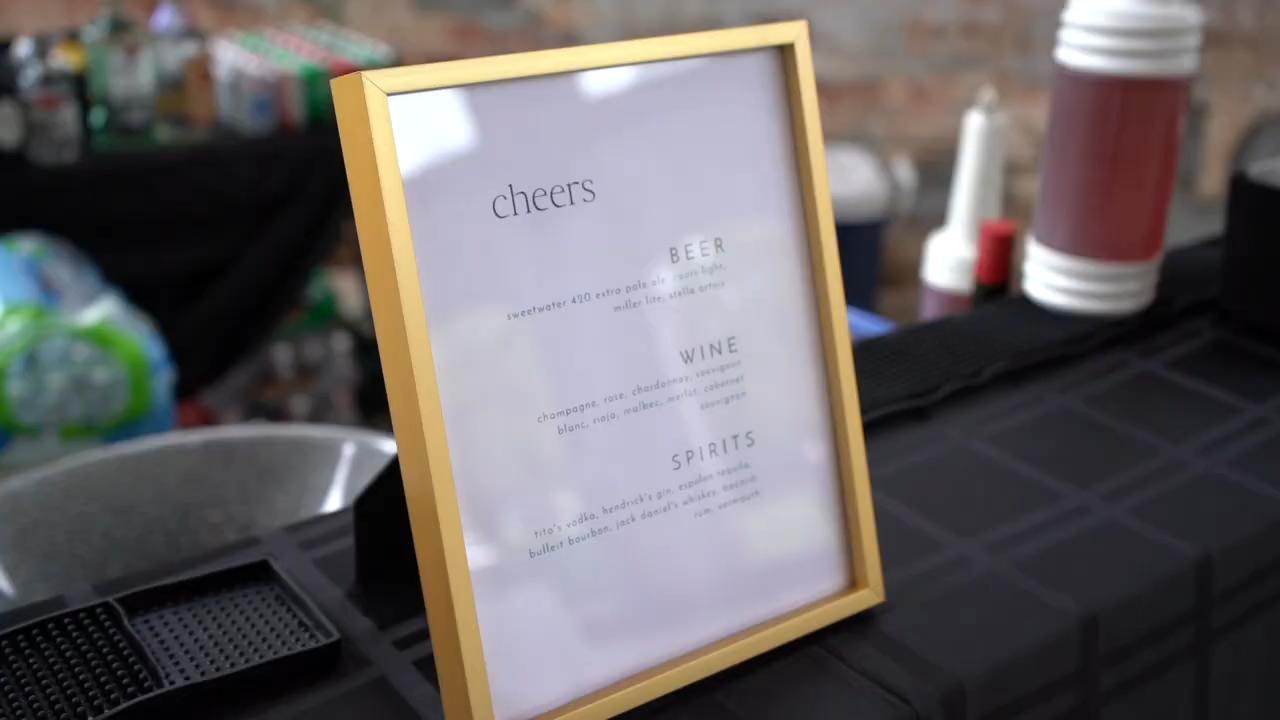 cheers
BEER
sweetwater 420 extra pale ale, coors light,
miller lite, stella artois
WINE
champagne, rose, chardonnay, sauvignon
blanc, rioja, malbec, merlot, cabernet
sauvignon
SPIRITS
tito's vodka, hendrick's gin, espolon tequila,
bulleit bourbon, jack daniel's whiskey, bacardi
rum, vermouth